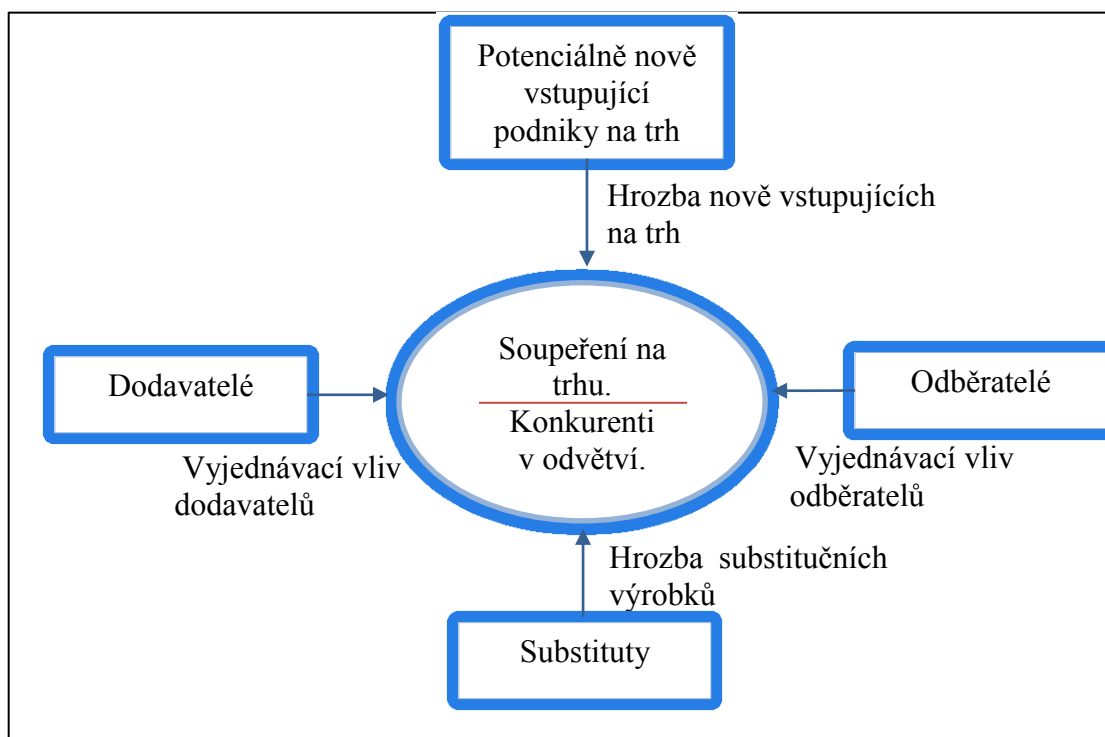 Potenciálně nově
vstupující
podniky na trh
Hrozba nově vstupujících
na trh
Soupeření na
trhu.
Konkurenti
v odvětví.
Dodavatelé
Vyjednávací vliv
dodavatelů
Odběratelé
Vyjednávací vliv
odběratelů
Hrozba substitučních
výrobků
Substituty